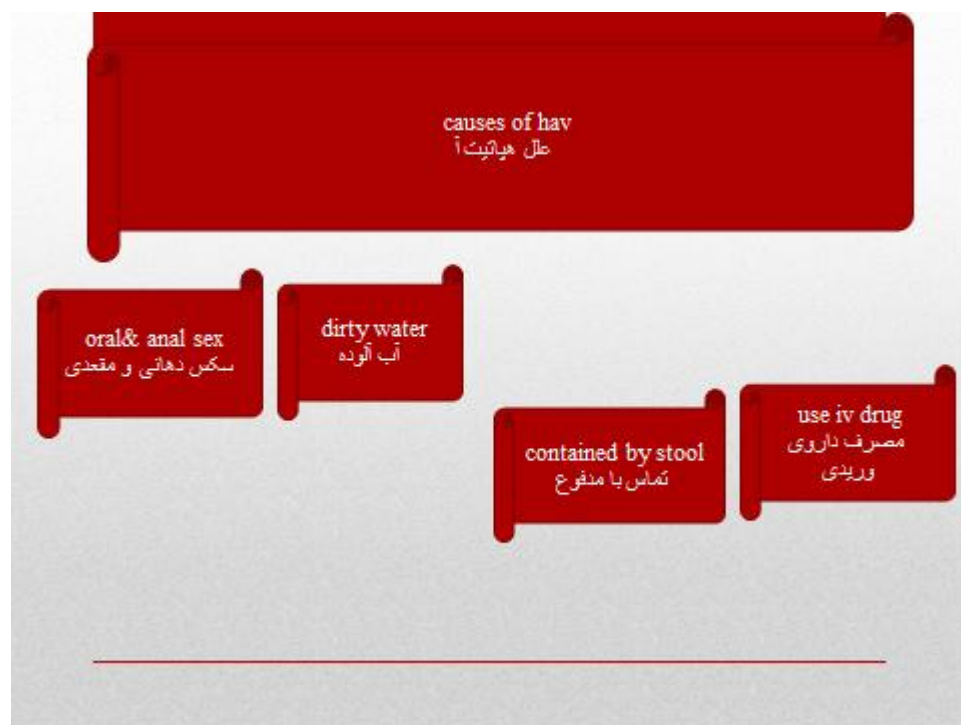 causes of hav
علل هپاتیت آ
oral& anal sex
سکس دهانی و مقعدی
dirty water
آب آلوده
contained by stool
تماس با مدفوع
use iv drug
مصرف داروی
وریدی